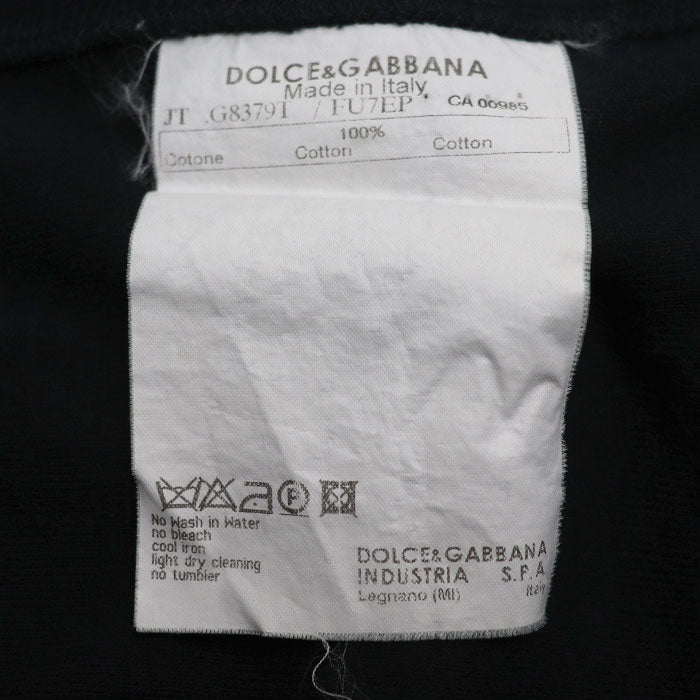 DOLCE&GABBANA
Made in Italy
JT .G8379T / FU7EP * CA 00985
100%
Cotone Cotton Cotton
P
No Wash in Water
no bleach
cool iron
light dry cleaning
no tumbler
DOLCE&GABBANA
INDUSTRIA S.P.A
Legnano (MI) Italy